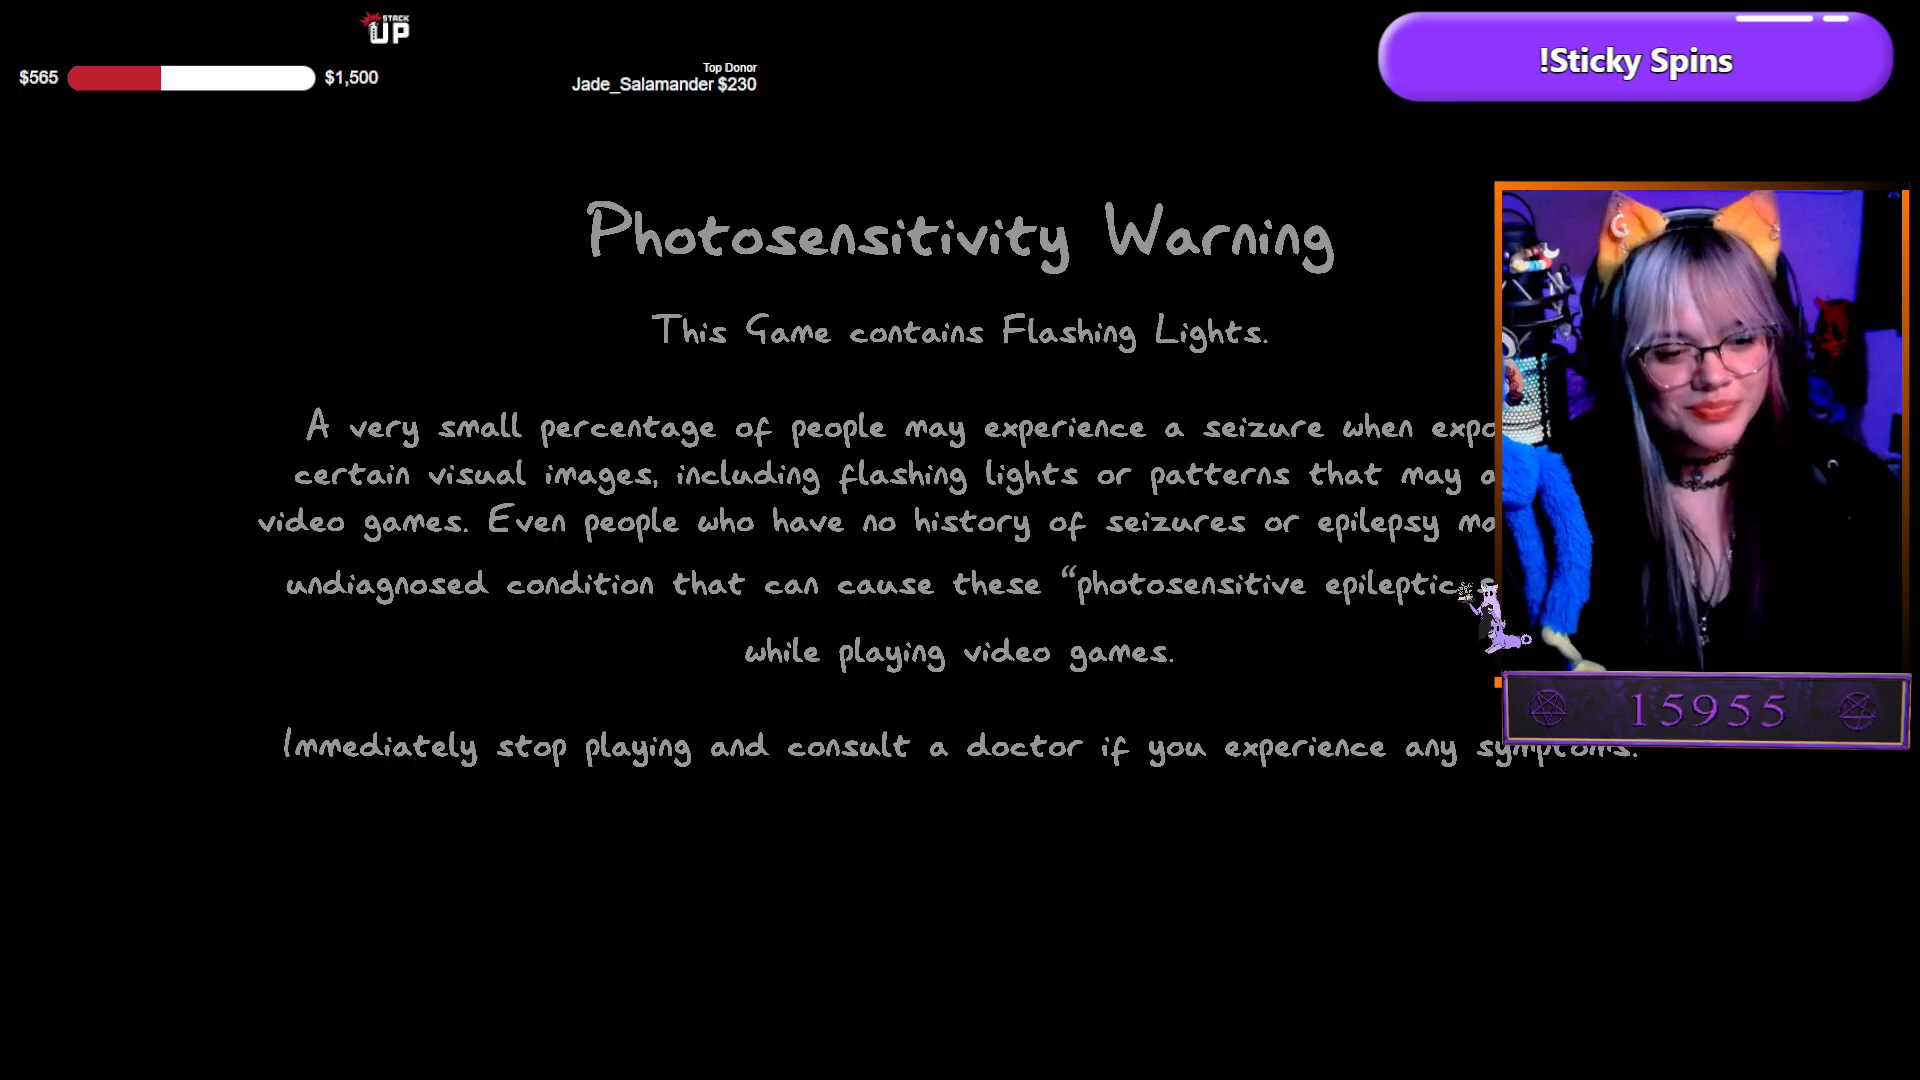 STACK
UP
$565 $1,500
Top Donor
Jade_Salamander $230
!Sticky Spins
Photosensitivity Warning
This Game contains Flashing Lights.
A very small percentage of people may experience a seizure when expo
certain visual images, including flashing lights or patterns that may a
video games. Even people who have no history of seizures or epilepsy ma
undiagnosed condition that can cause these “photosensitive epileptic s
while playing video games.
Immediately stop playing and consult a doctor if you experience any symptoms.
15955